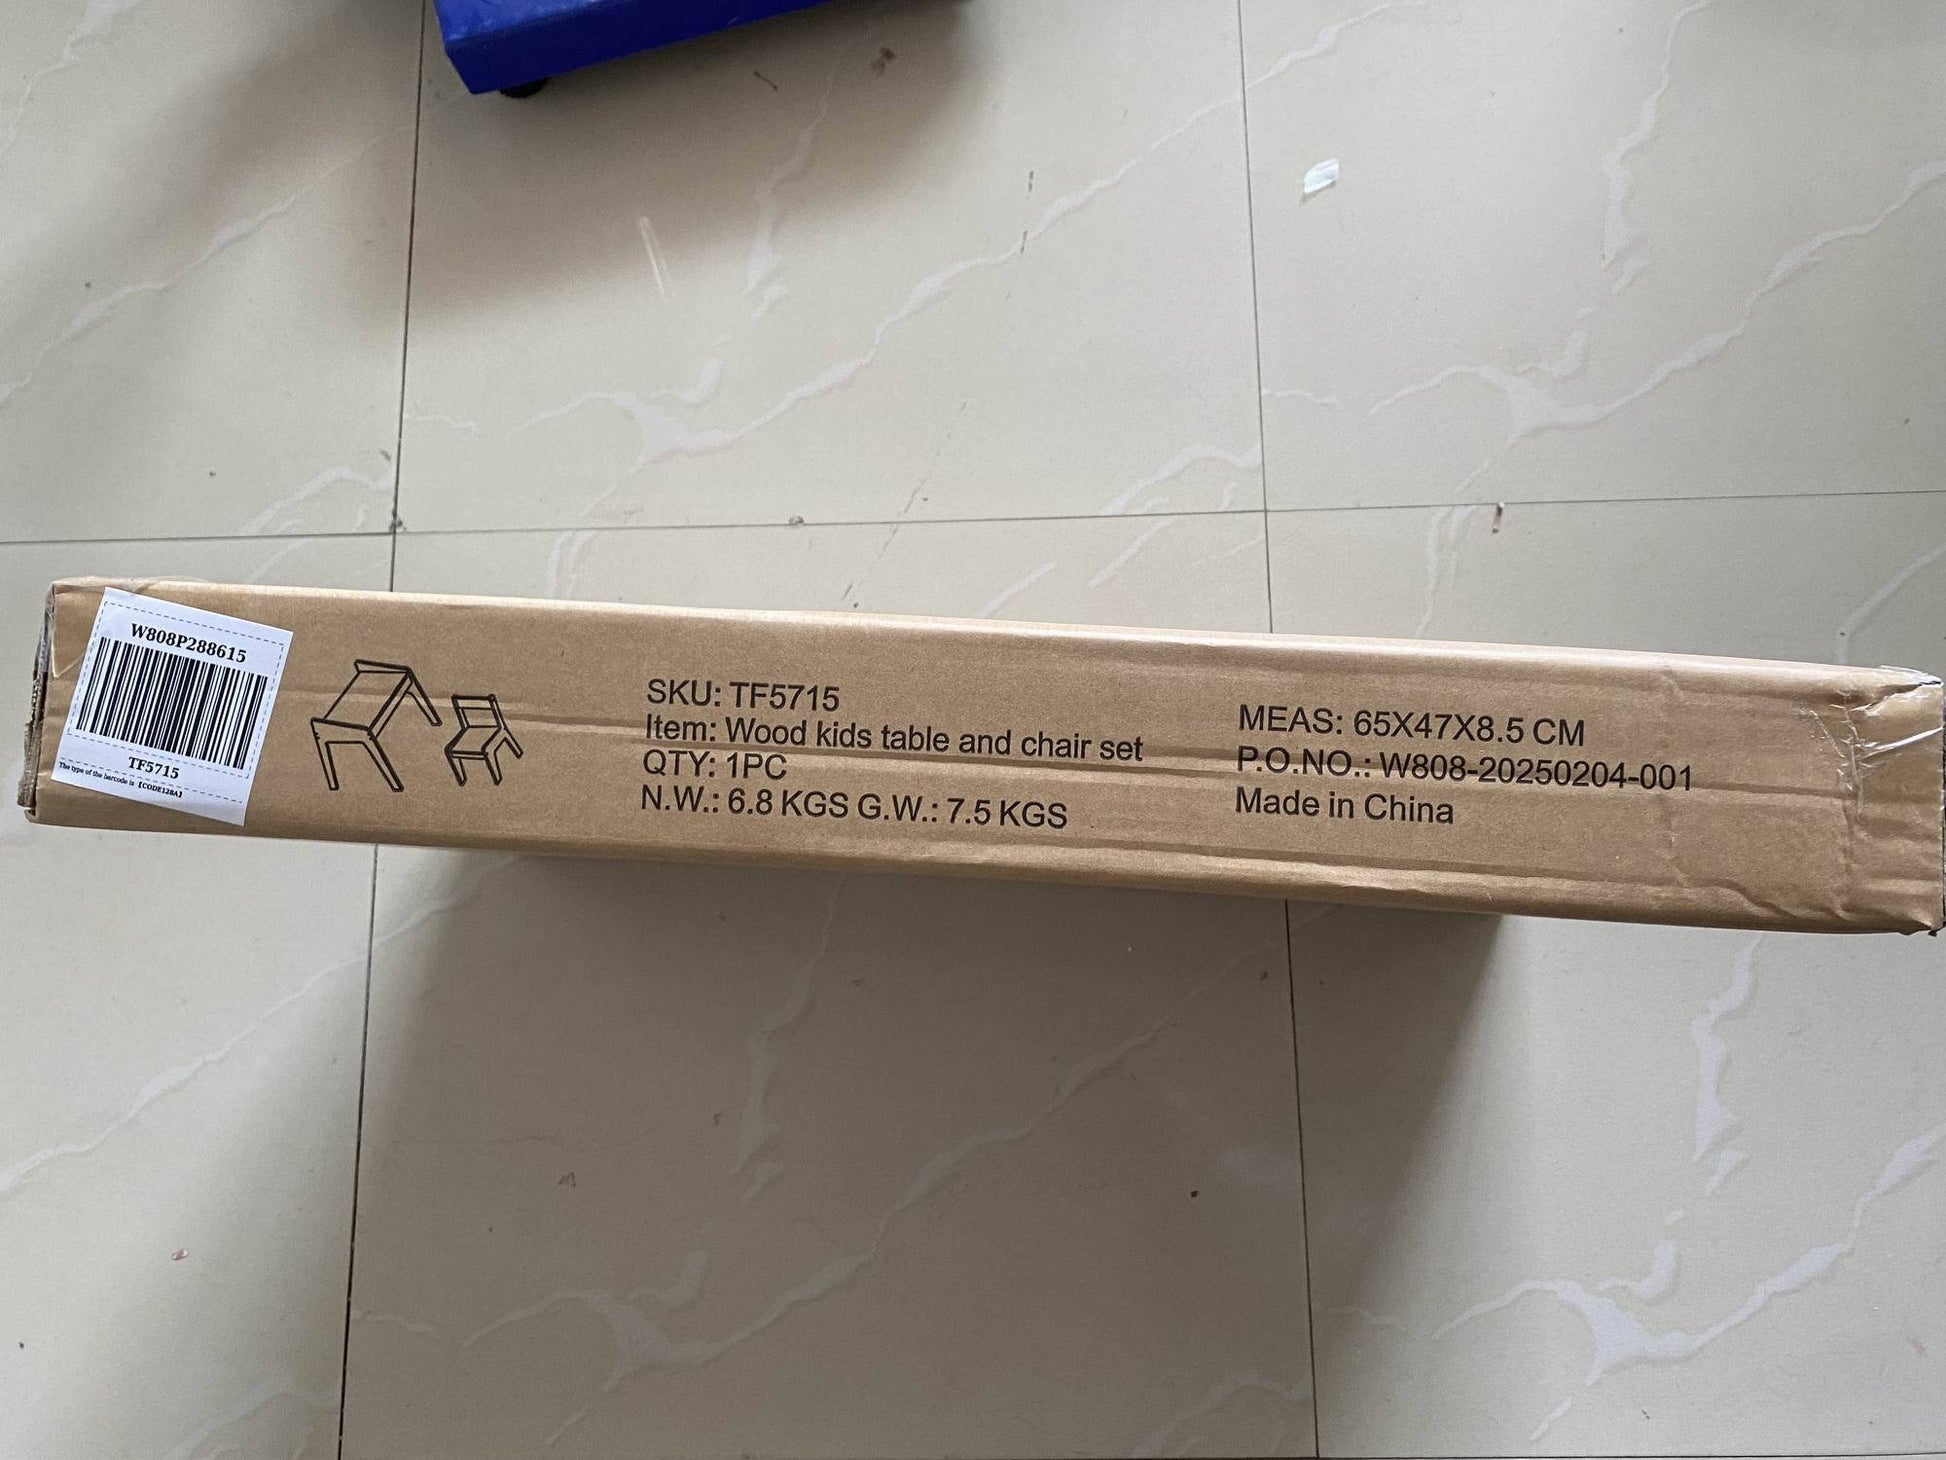 W808P288615
TF5715
The type of the barcode is 【CODE128A】
SKU: TF5715
Item: Wood kids table and chair set
QTY: 1PC
N.W.: 6.8 KGS G.W.: 7.5 KGS
MEAS: 65X47X8.5 CM
P.O.NO.: W808-20250204-001
Made in China